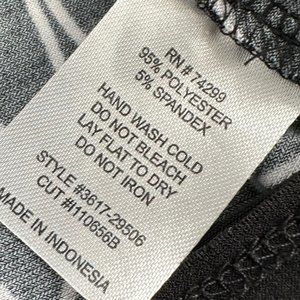 RN # 74299
95% POLYESTER
5% SPANDEX
HAND WASH COLD
DO NOT BLEACH
LAY FLAT TO DRY
DO NOT IRON
STYLE #3617-29506
CUT #I110656B
MADE IN INDONESIA